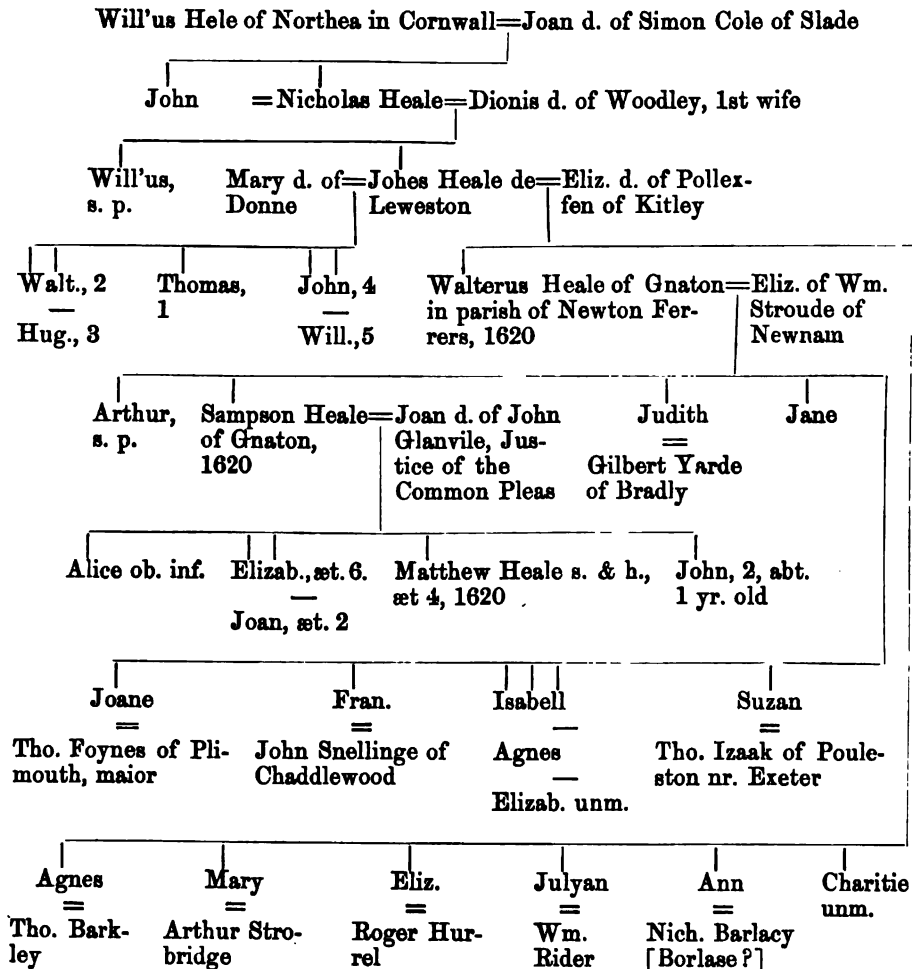 Will'us Hele of Northea in Cornwall=Joan d. of Simon Cole of Slade
John =Nicholas Heale=Dionis d. of Woodley, 1st wife
Will'us,
s. p.
Mary d. of=Johes Heale de=Eliz. d. of Pollex-
Donne Leweston fen of Kitley
Walt., 2
—
Hug., 3
Thomas,
1
John, 4
—
Will., 5
Walterus Heale of Gnaton=Eliz. of Wm.
in parish of Newton Fer- Stroude of
rers, 1620 Newnam
Arthur,
s. p.
Sampson Heale=Joan d. of John
of Gnaton, Glanvile, Jus-
1620 tice of the
Common Pleas
Judith
=
Gilbert Yarde
of Bradly
Jane
Alice ob. inf.
Elizab., æt. 6.
—
Joan, æt. 2
Matthew Heale s. & h.,
æt 4, 1620
John, 2, abt.
1 yr. old
Joane
=
Tho. Foynes of Pli-
mouth, maior
Fran.
=
John Snellinge of
Chaddlewood
Isabell
—
Agnes
—
Elizab. unm.
Suzan
=
Tho. Izaak of Poule-
ston nr. Exeter
Agnes
=
Tho. Bark-
ley
Mary
=
Arthur Stro-
bridge
Eliz.
=
Roger Hur-
rel
Julyan
=
Wm.
Rider
Ann
=
Nich. Barlacy
[Borlase?]
Charitie
unm.